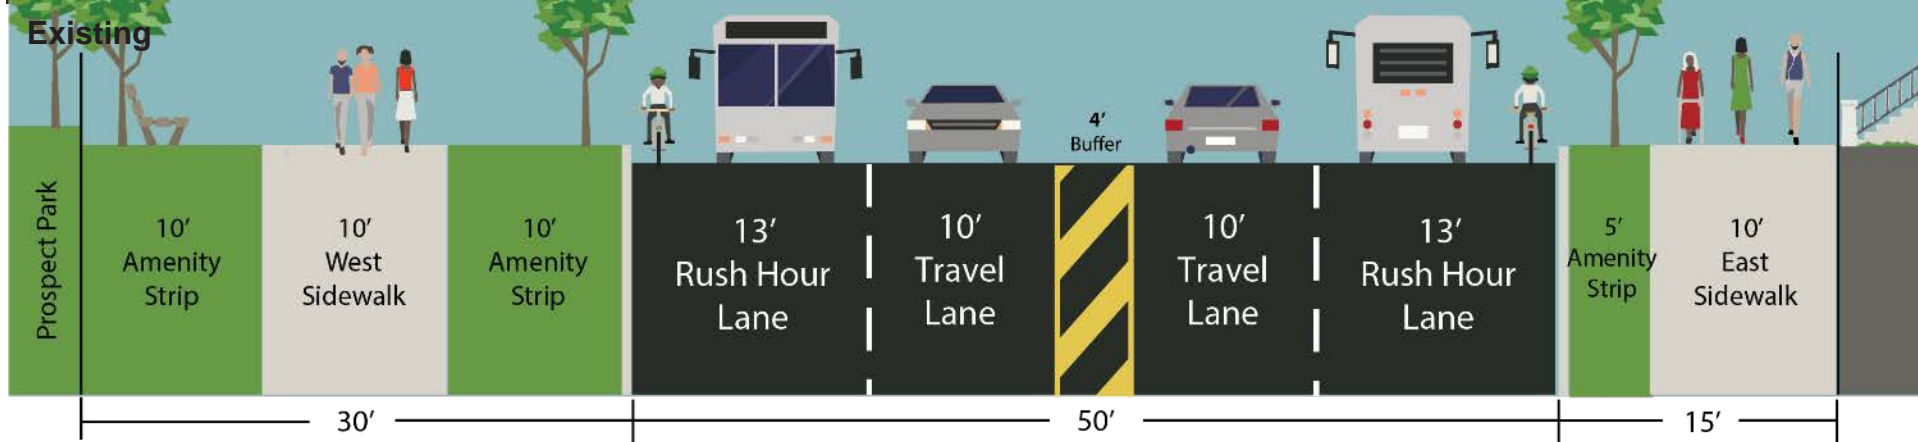 Existing
Prospect Park
10′
Amenity
Strip
10′
West
Sidewalk
10′
Amenity
Strip
13′
Rush Hour
Lane
10′
Travel
Lane
4′
Buffer
10′
Travel
Lane
13′
Rush Hour
Lane
5′
Amenity
Strip
10′
East
Sidewalk
30′
50′
15′